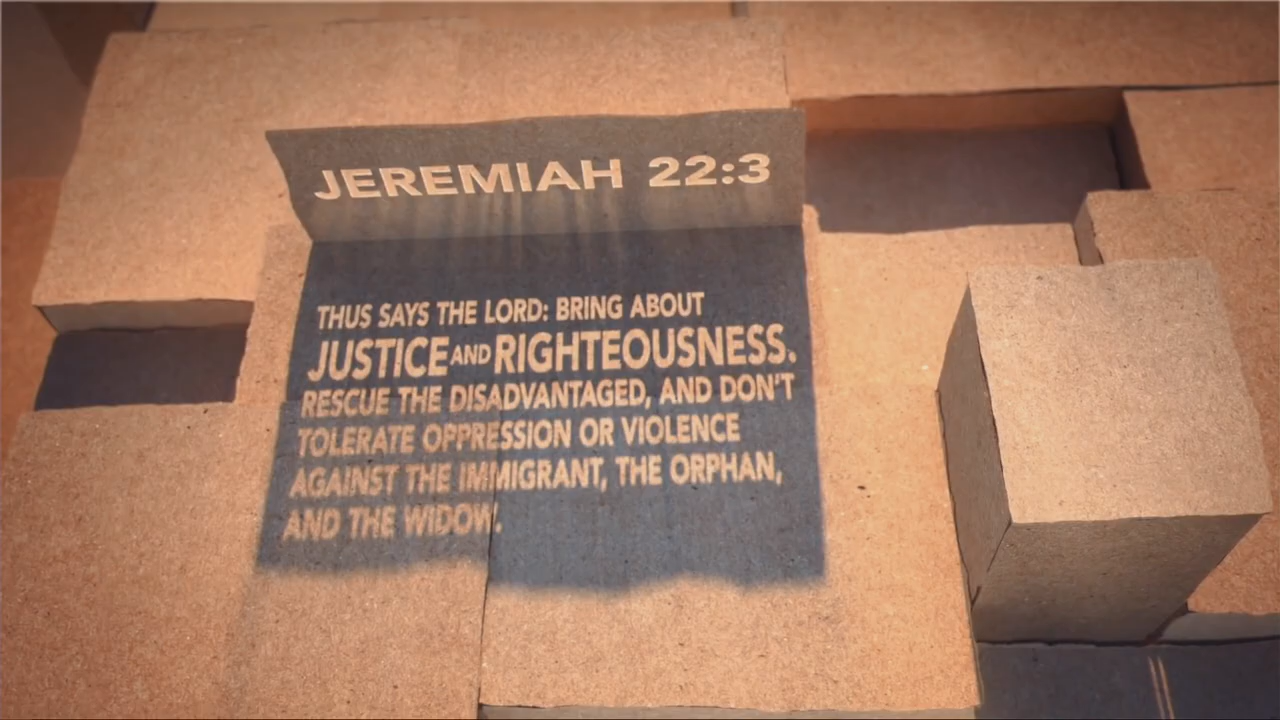 JEREMIAH 22:3
THUS SAYS THE LORD: BRING ABOUT
JUSTICE AND RIGHTEOUSNESS.
RESCUE THE DISADVANTAGED, AND DON'T
TOLERATE OPPRESSION OR VIOLENCE
AGAINST THE IMMIGRANT, THE ORPHAN,
AND THE WIDOW.